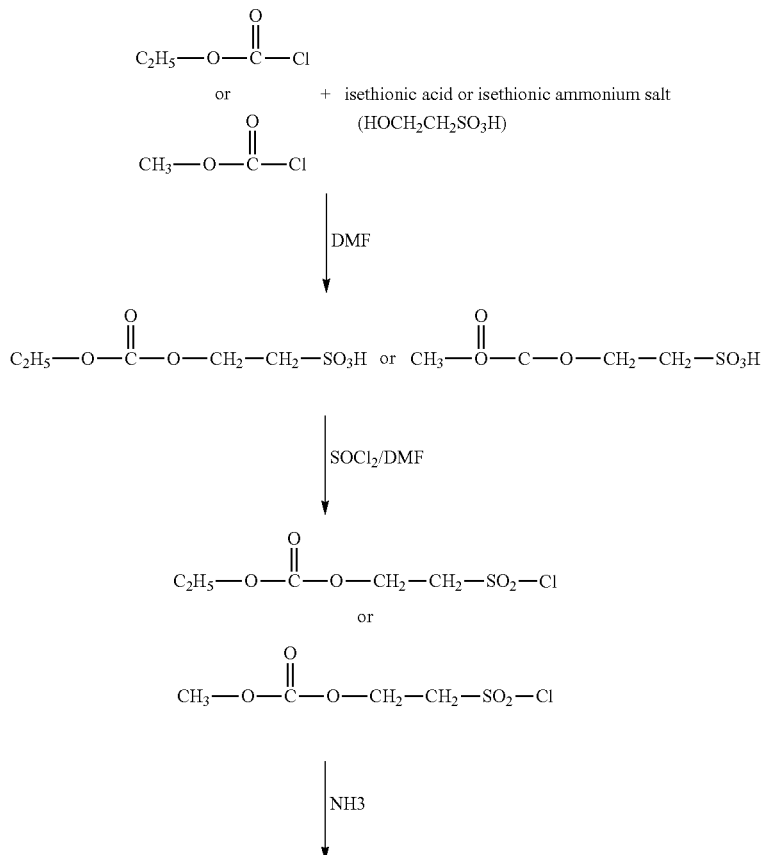 O
C₂H₅—O—C—Cl
or + isethionic acid or isethionic ammonium salt
(HOCH₂CH₂SO₃H)
O
CH₃—O—C—Cl
DMF
O O
C₂H₅—O—C—O—CH₂—CH₂—SO₃H or CH₃—O—C—O—CH₂—CH₂—SO₃H
SOCl₂/DMF
O
C₂H₅—O—C—O—CH₂—CH₂—SO₂—Cl
or
O
CH₃—O—C—O—CH₂—CH₂—SO₂—Cl
NH3